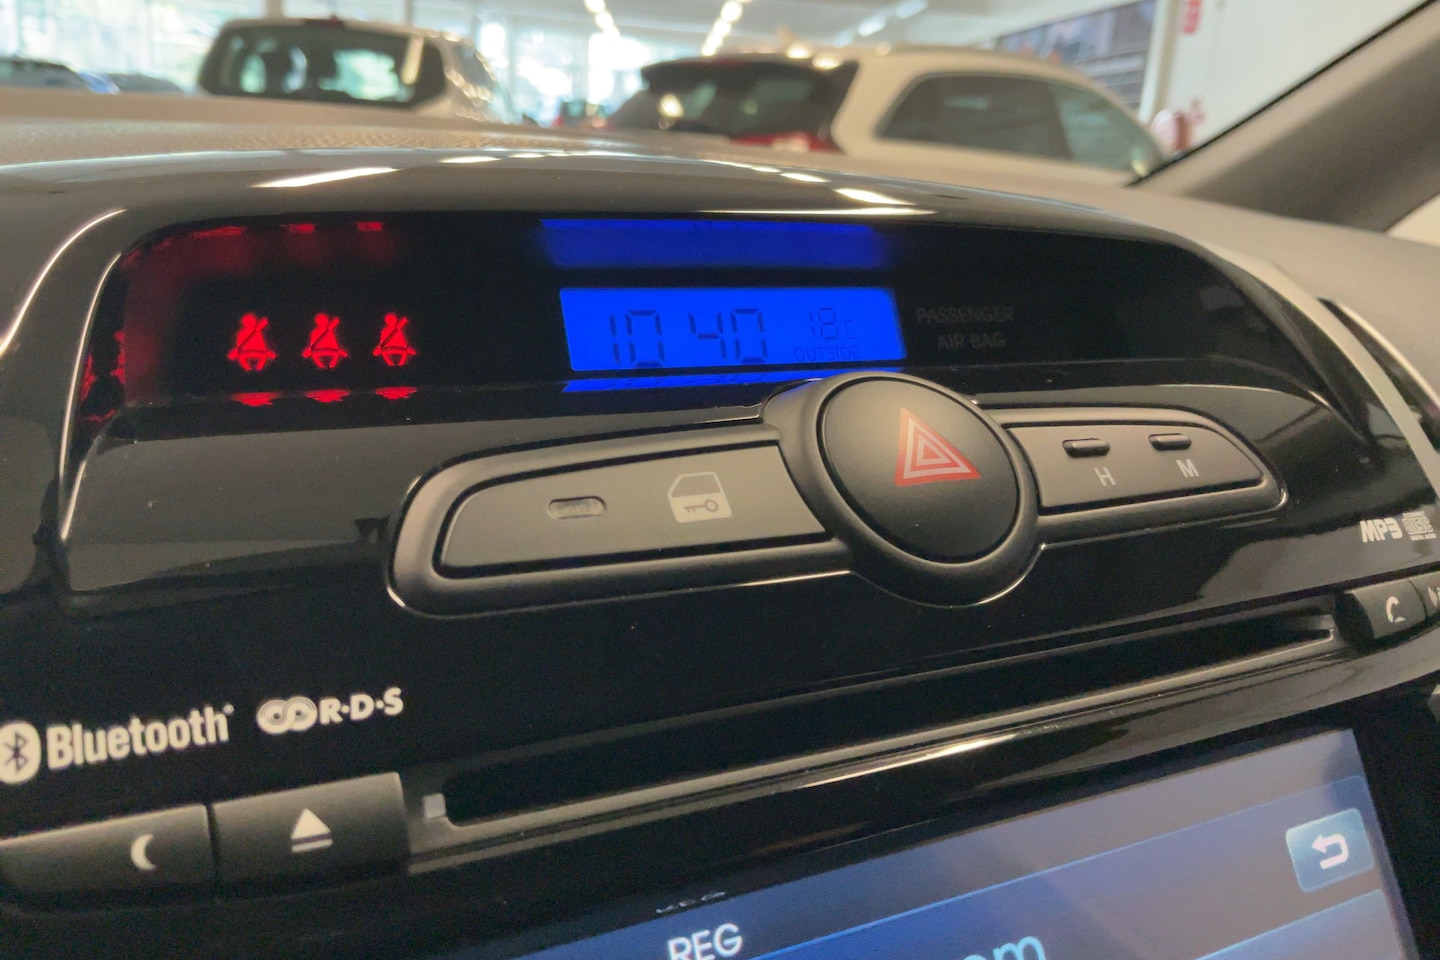 10 40 18°C
OUTSIDE
PASSENGER
AIR BAG
H M
MP3
Bluetooth®
R·D·S
REG